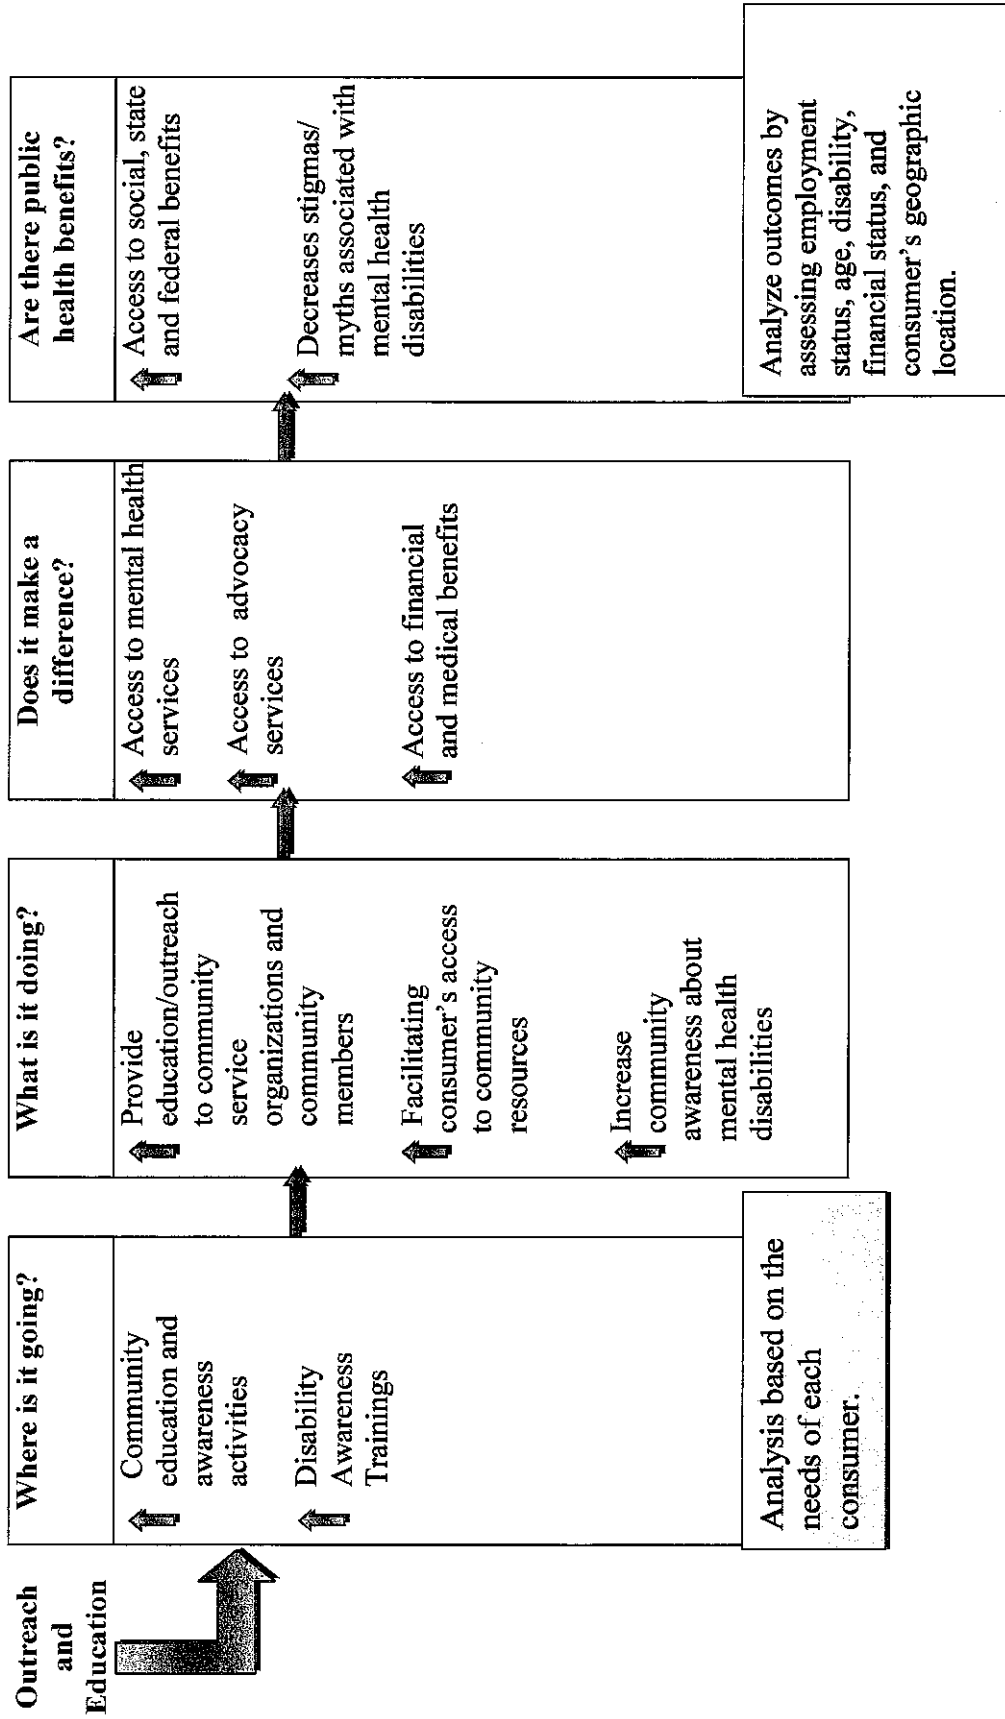 Outreach
and
Education
Where is it going?
Community
education and
awareness
activities
Disability
Awareness
Trainings
Analysis based on the
needs of each
consumer.
What is it doing?
Provide
education/outreach
to community
service
organizations and
community
members
Facilitating
consumer's access
to community
resources
Increase
community
awareness about
mental health
disabilities
Does it make a
difference?
Access to mental health
services
Access to advocacy
services
Access to financial
and medical benefits
Are there public
health benefits?
Access to social, state
and federal benefits
Decreases stigmas/
myths associated with
mental health
disabilities
Analyze outcomes by
assessing employment
status, age, disability,
financial status, and
consumer's geographic
location.